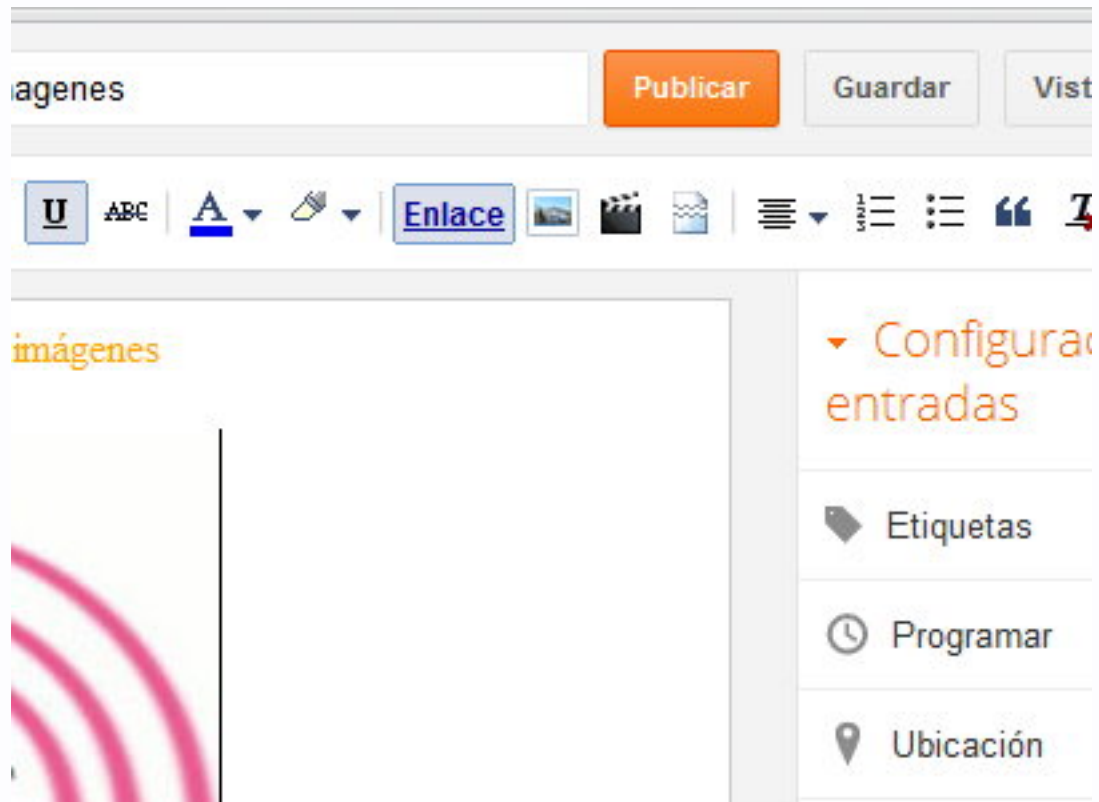 agenes Publicar Guardar Vist
U ABC A Enlace
imágenes
Configurac
entradas
Etiquetas
Programar
Ubicación